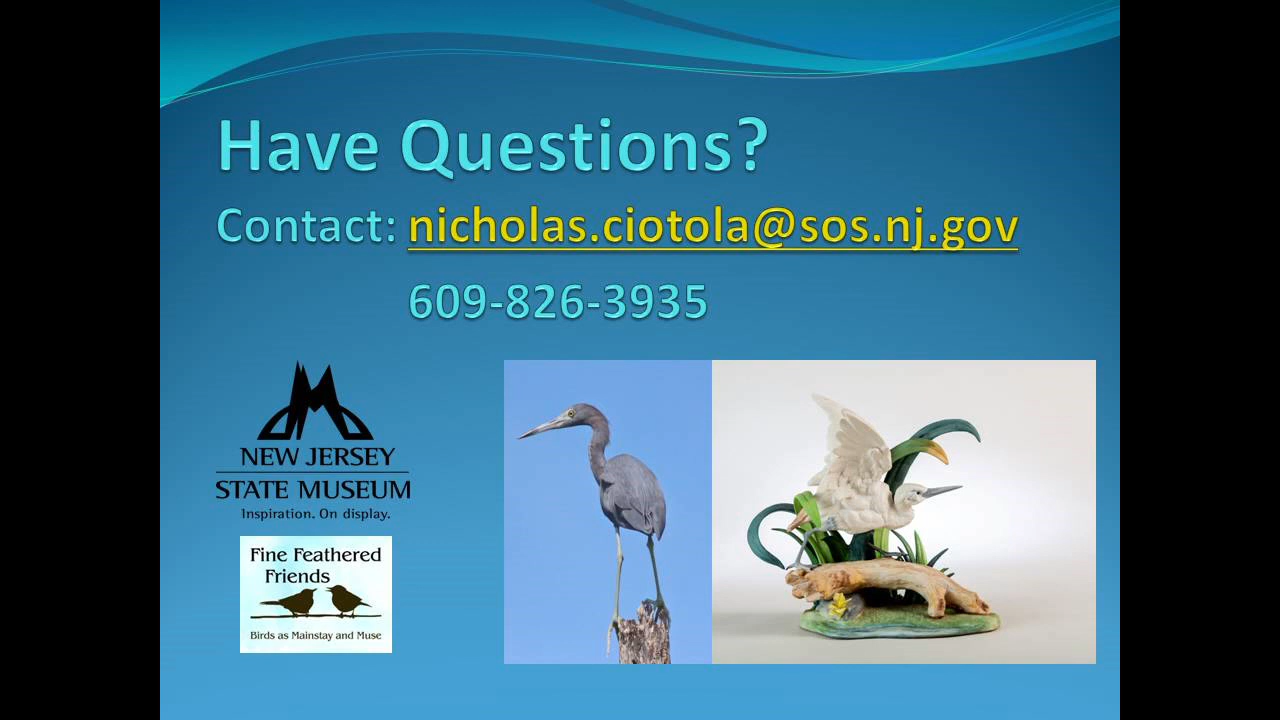 Have Questions?
Contact: nicholas.ciotola@sos.nj.gov
609-826-3935
NEW JERSEY
STATE MUSEUM
Inspiration. On display.
Fine Feathered
Friends
Birds as Mainstay and Muse